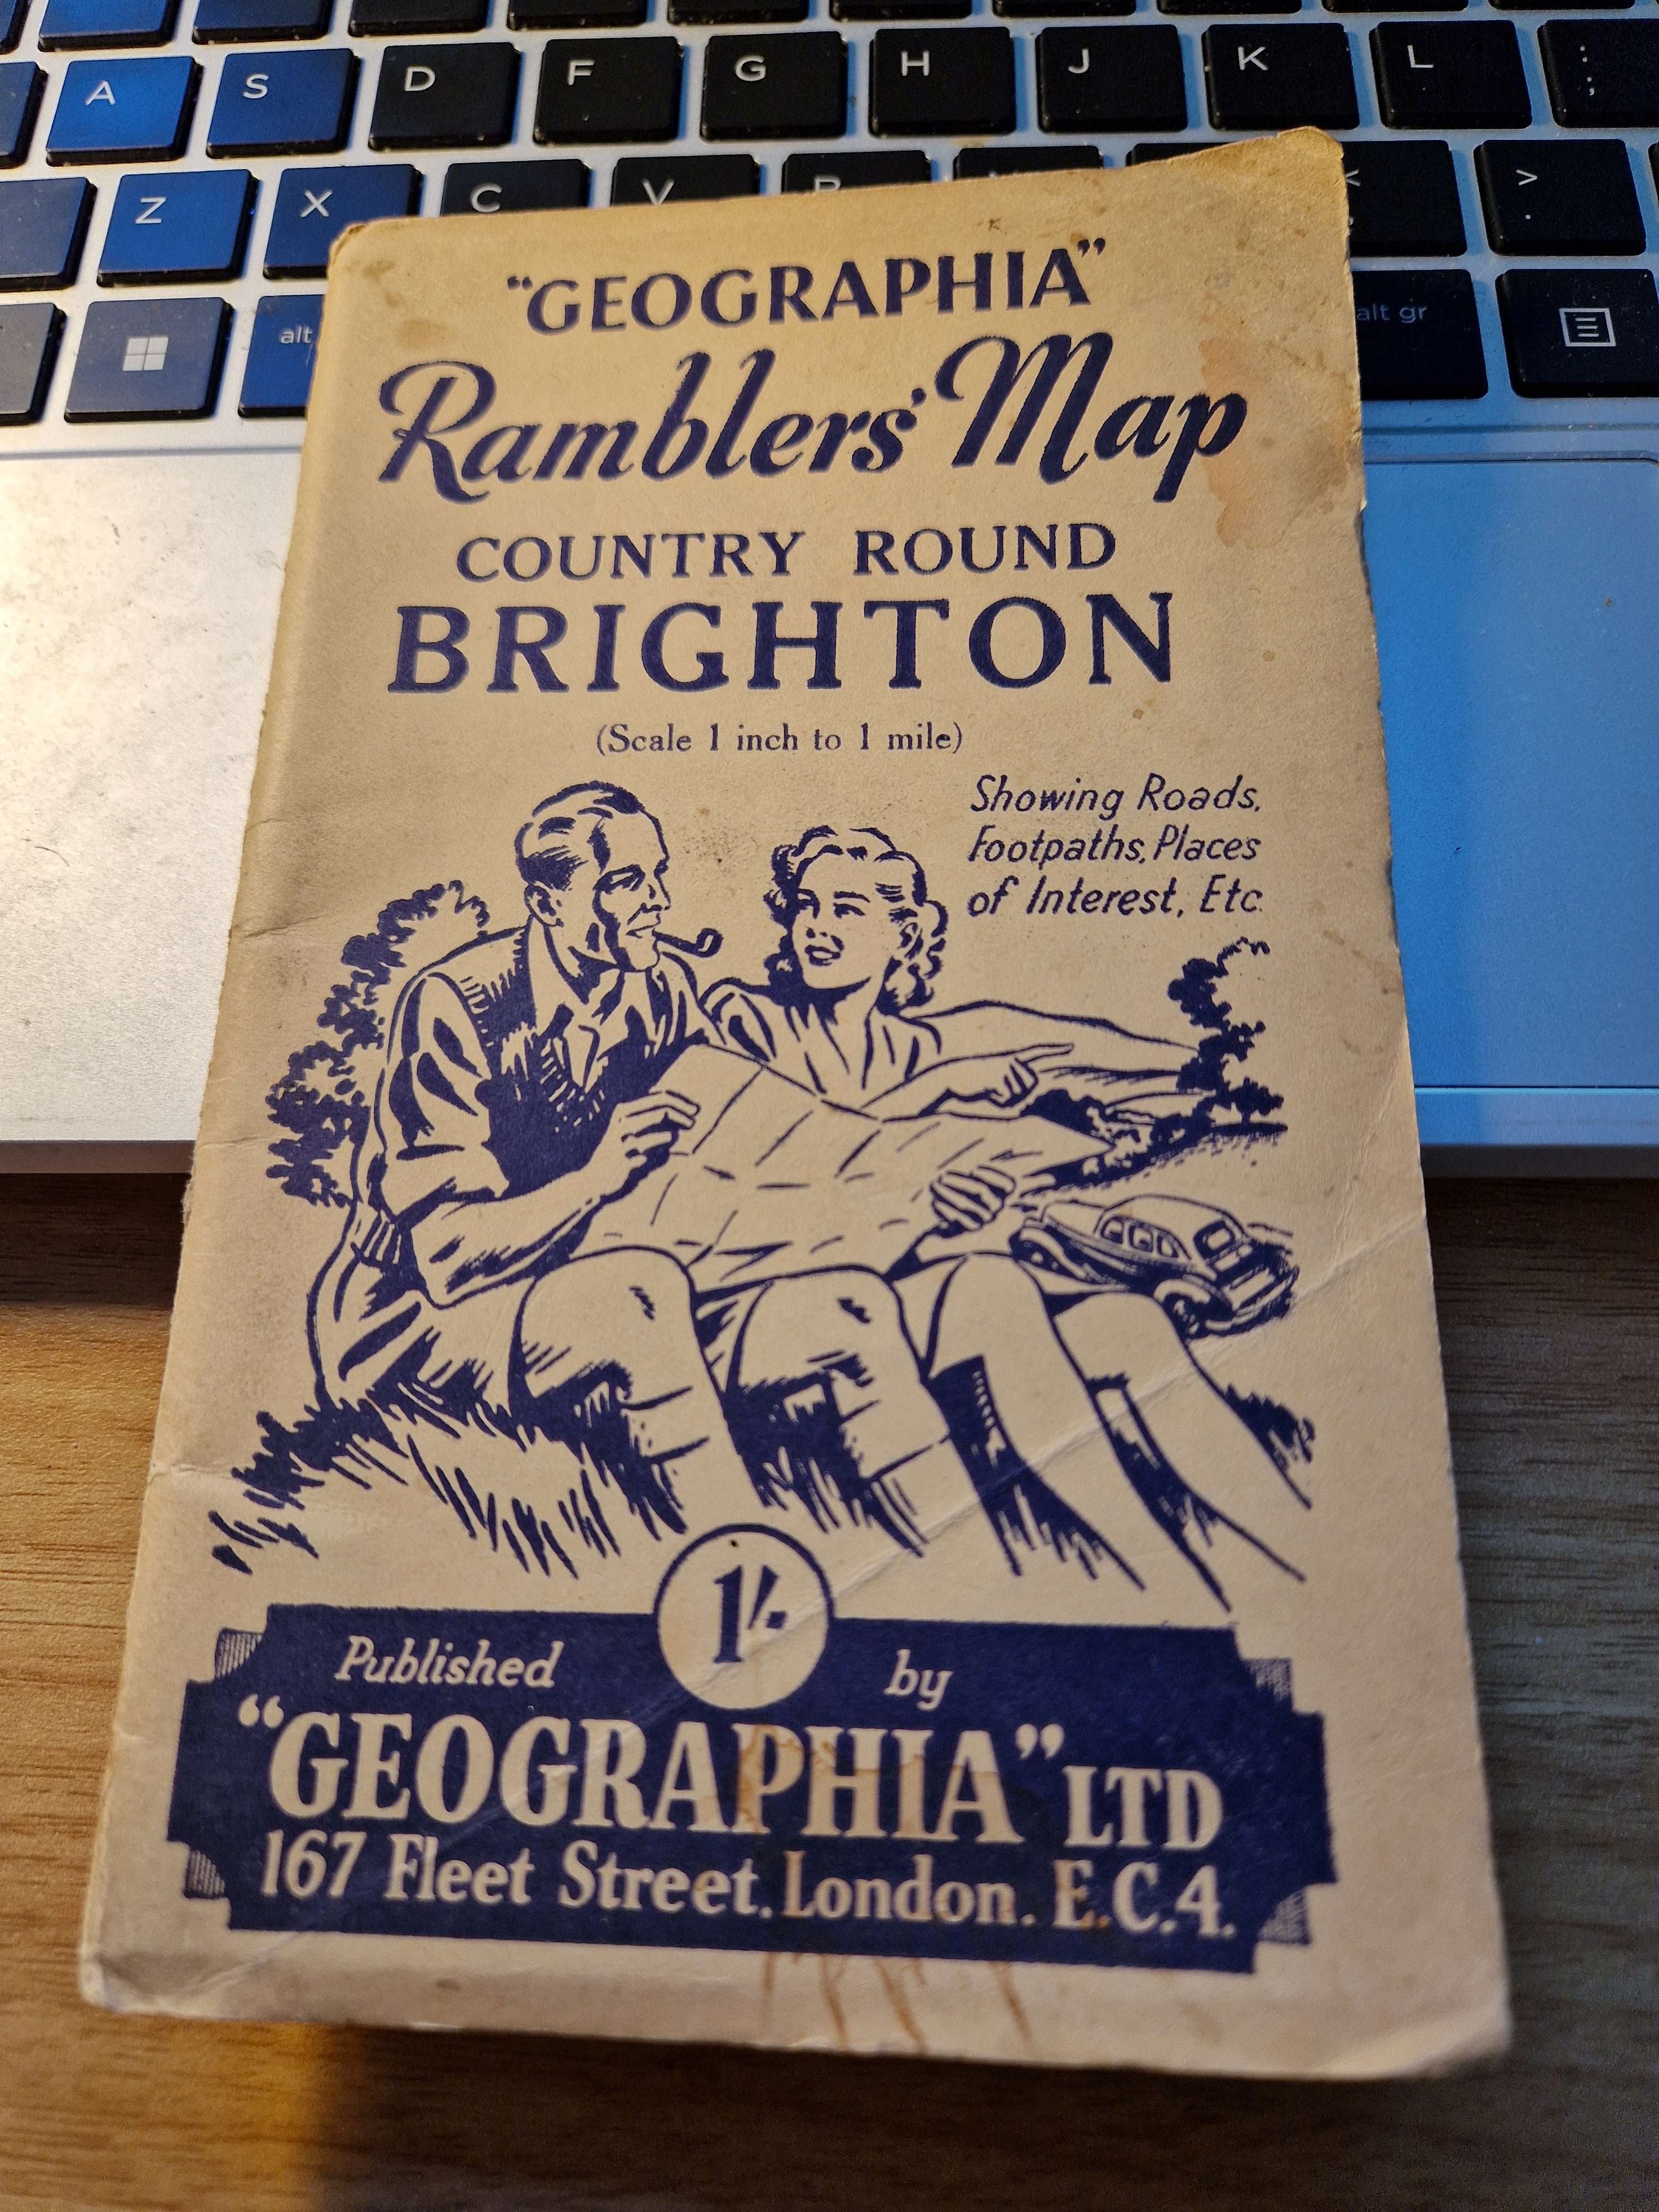 A S D F G H J K L ; :
Z X C V < , > .
alt alt gr
“GEOGRAPHIA”
Ramblers' Map
COUNTRY ROUND
BRIGHTON
(Scale 1 inch to 1 mile)
Showing Roads,
Footpaths, Places
of Interest, Etc.
1/-
Published by
“GEOGRAPHIA” LTD
167 Fleet Street, London. E.C.4.